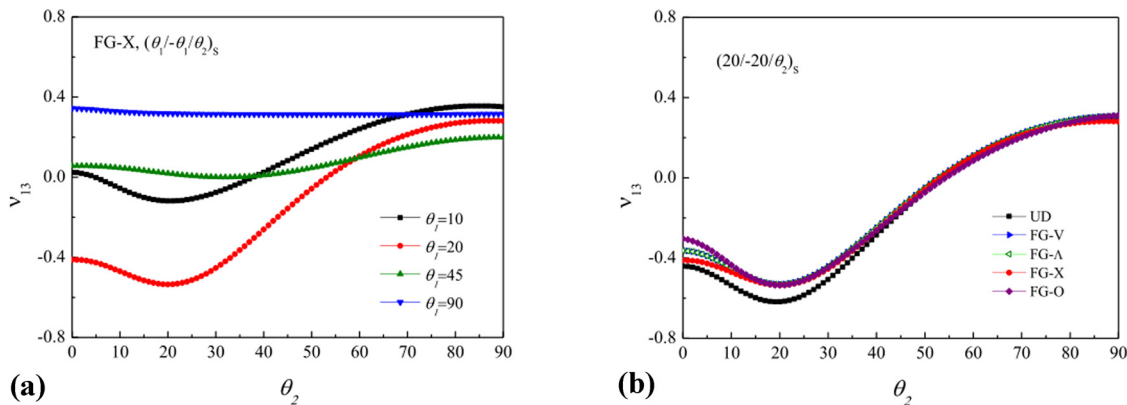 0.8
FG-X, (θ₁/-θ₁/θ₂)S
0.4
0.0
-0.4
-0.8
ν₁₃
θ₁=10
θ₁=20
θ₁=45
θ₁=90
0 10 20 30 40 50 60 70 80 90
(a)
θ₂
0.8
(20/-20/θ₂)S
0.4
0.0
-0.4
-0.8
ν₁₃
UD
FG-V
FG-Λ
FG-X
FG-O
0 10 20 30 40 50 60 70 80 90
(b)
θ₂